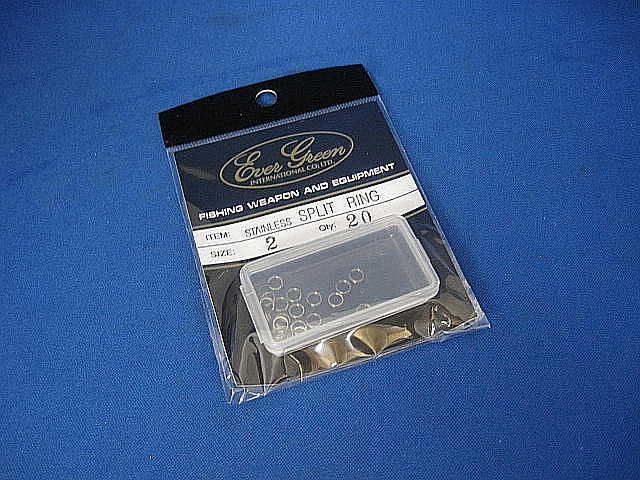 Ever Green
INTERNATIONAL CO., LTD.
FISHING WEAPON AND EQUIPMENT
ITEM: STAINLESS SPLIT RING
SIZE: 2 Qty: 20